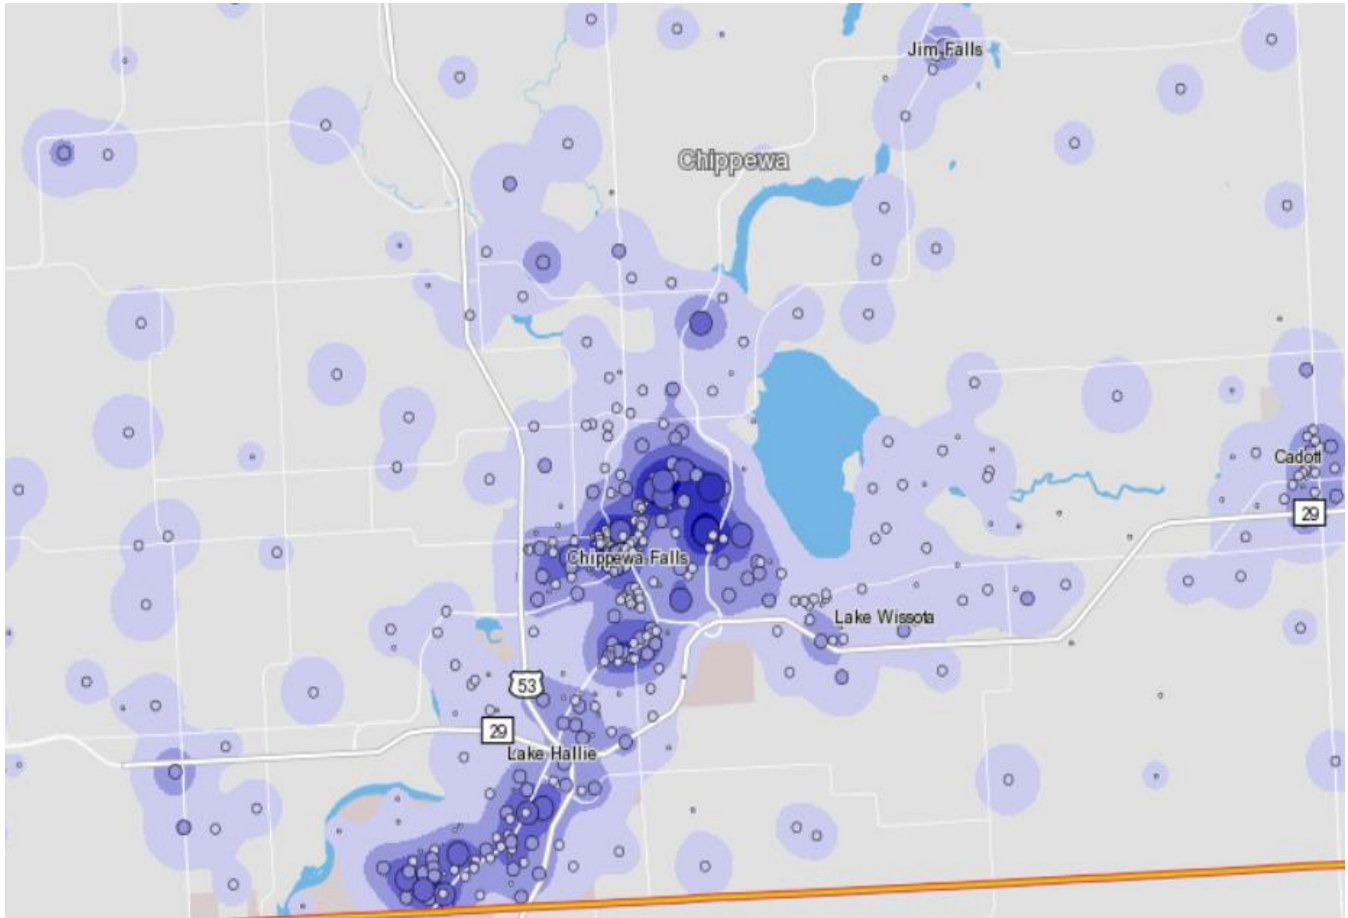 Jim Falls
Chippewa
Cadott
29
Chippewa Falls
Lake Wissota
53
29
Lake Hallie